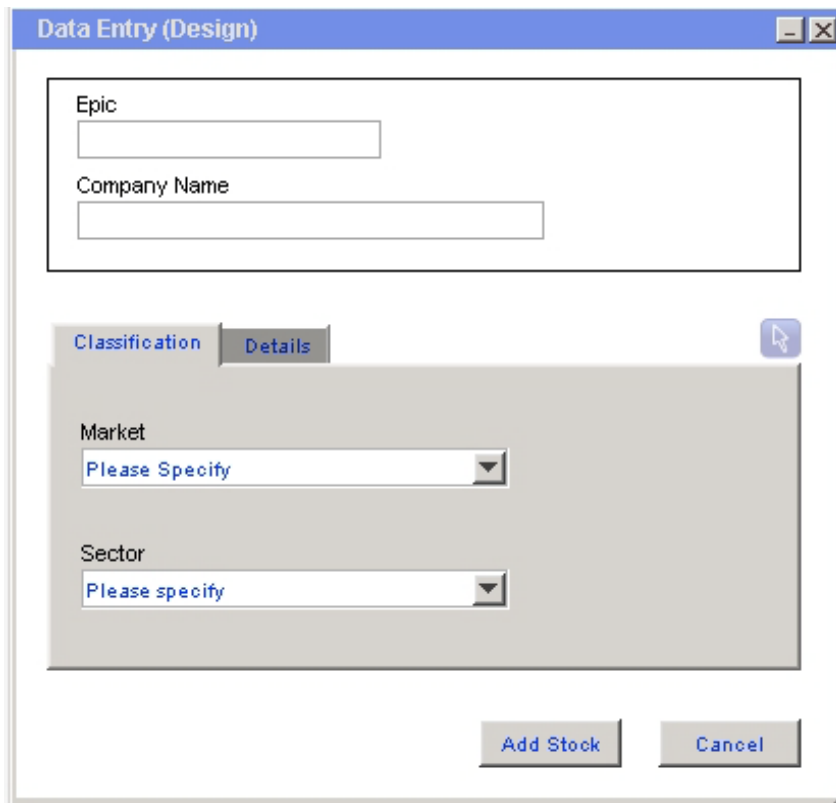 Data Entry (Design)
Epic
Company Name
Classification Details
Market
Please Specify
Sector
Please specify
Add Stock Cancel